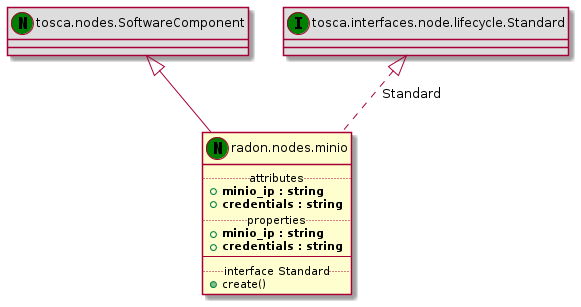 N tosca.nodes.SoftwareComponent
I tosca.interfaces.node.lifecycle.Standard
Standard
N radon.nodes.minio
attributes
minio_ip : string
credentials : string
properties
minio_ip : string
credentials : string
interface Standard
create()